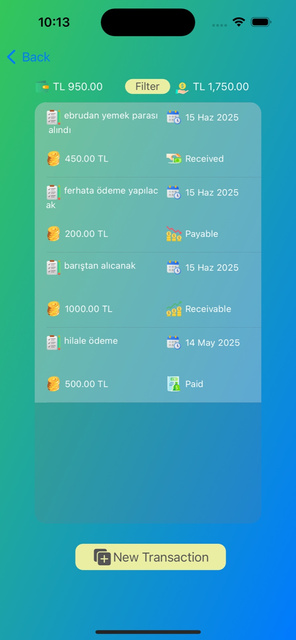 10:13
Back
TL 950.00 Filter TL 1,750.00
ebrudan yemek parası 15 Haz 2025
alındı
450.00 TL Received
ferhata ödeme yapılac 15 Haz 2025
ak
200.00 TL Payable
barıştan alıcanak 15 Haz 2025
1000.00 TL Receivable
hilale ödeme 14 May 2025
500.00 TL Paid
New Transaction